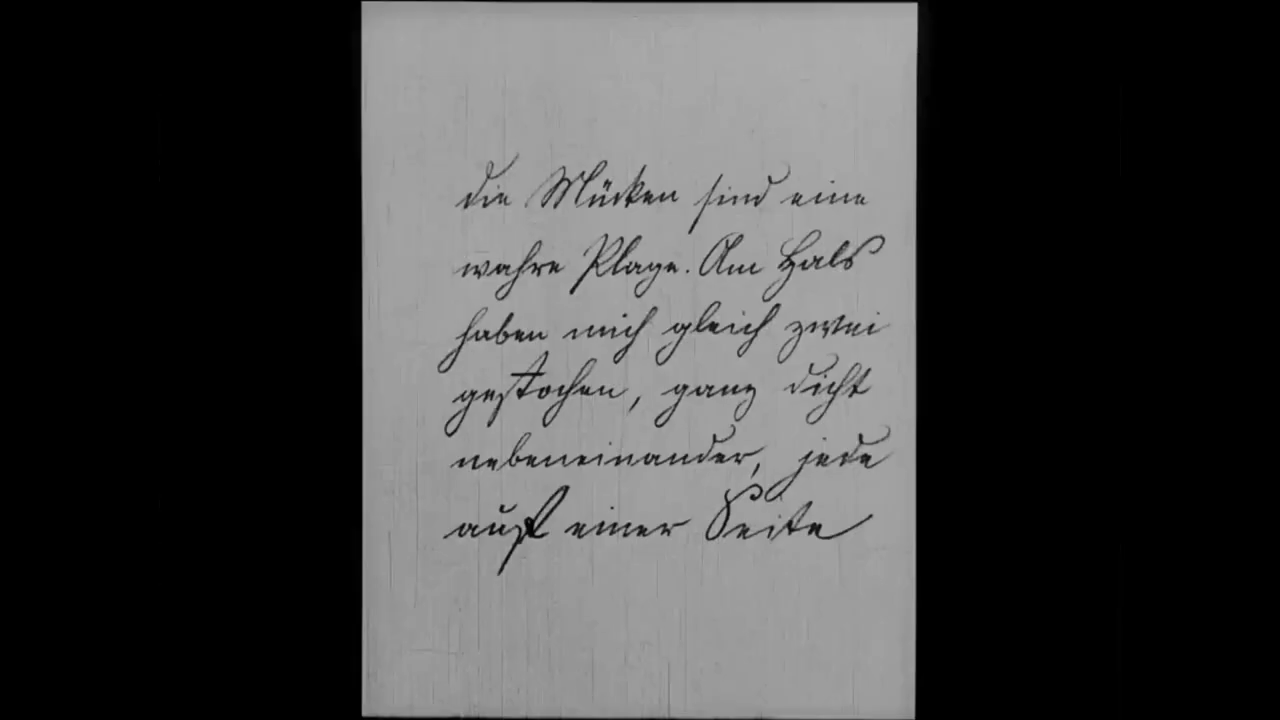 die Mücken sind eine
wahre Plage. Am Hals
haben mich gleich zwei
gestochen, ganz dicht
nebeneinander, jede
auf einer Seite